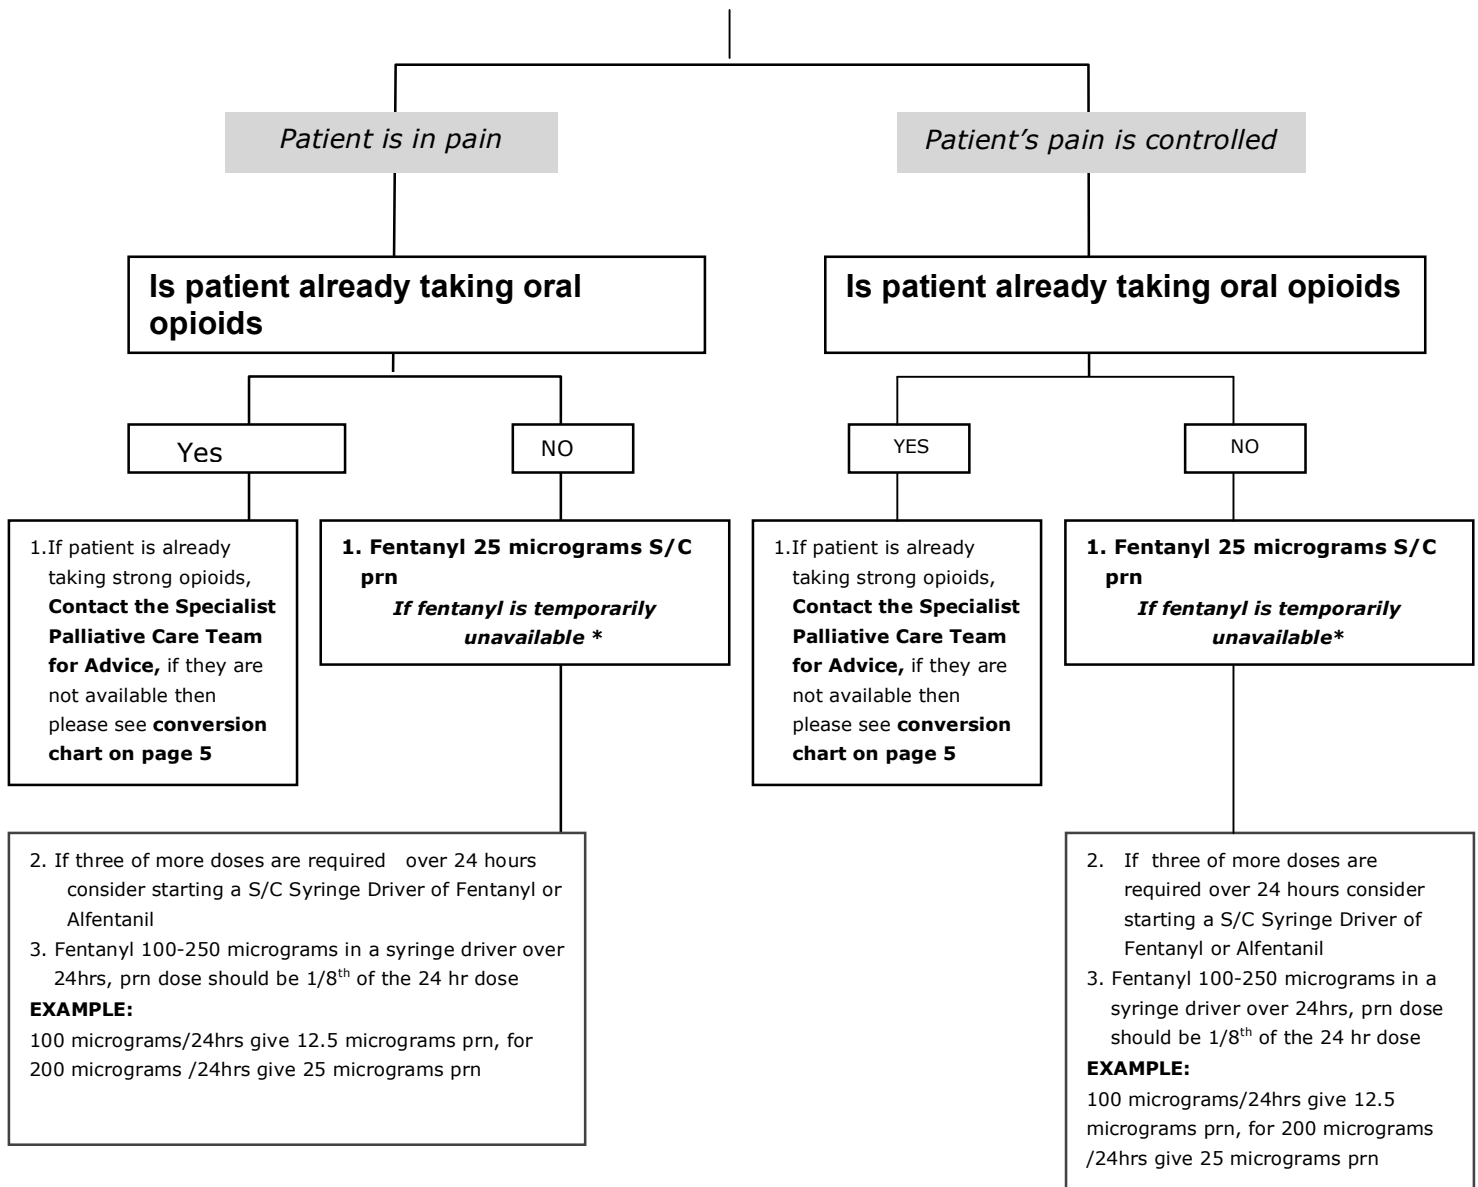 Patient is in pain
Patient's pain is controlled
Is patient already taking oral
opioids
Is patient already taking oral opioids
Yes
NO
YES
NO
1.If patient is already
taking strong opioids,
Contact the Specialist
Palliative Care Team
for Advice, if they are
not available then
please see conversion
chart on page 5
1. Fentanyl 25 micrograms S/C
prn
If fentanyl is temporarily
unavailable *
1.If patient is already
taking strong opioids,
Contact the Specialist
Palliative Care Team
for Advice, if they are
not available then
please see conversion
chart on page 5
1. Fentanyl 25 micrograms S/C
prn
If fentanyl is temporarily
unavailable*
2. If three of more doses are required over 24 hours
consider starting a S/C Syringe Driver of Fentanyl or
Alfentanil
3. Fentanyl 100-250 micrograms in a syringe driver over
24hrs, prn dose should be 1/8th of the 24 hr dose
EXAMPLE:
100 micrograms/24hrs give 12.5 micrograms prn, for
200 micrograms /24hrs give 25 micrograms prn
2. If three of more doses are
required over 24 hours consider
starting a S/C Syringe Driver of
Fentanyl or Alfentanil
3. Fentanyl 100-250 micrograms in a
syringe driver over 24hrs, prn dose
should be 1/8th of the 24 hr dose
EXAMPLE:
100 micrograms/24hrs give 12.5
micrograms prn, for 200 micrograms
/24hrs give 25 micrograms prn